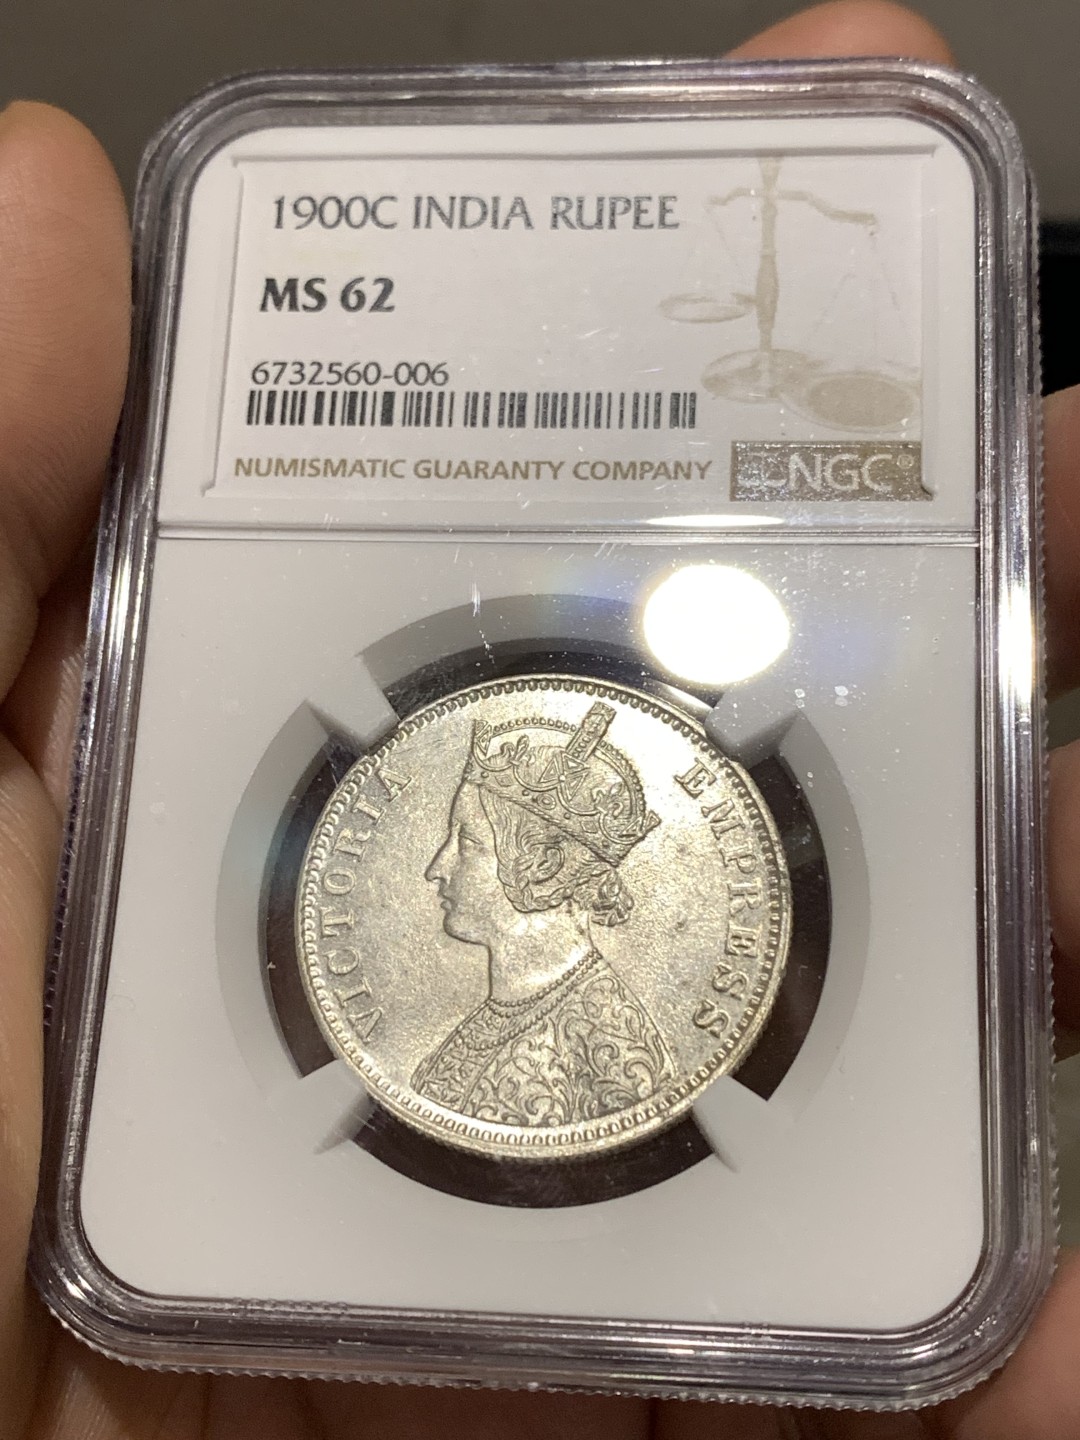 1900C INDIA RUPEE
MS 62
6732560-006
NUMISMATIC GUARANTY COMPANY
NGC®
VICTORIA EMPRESS